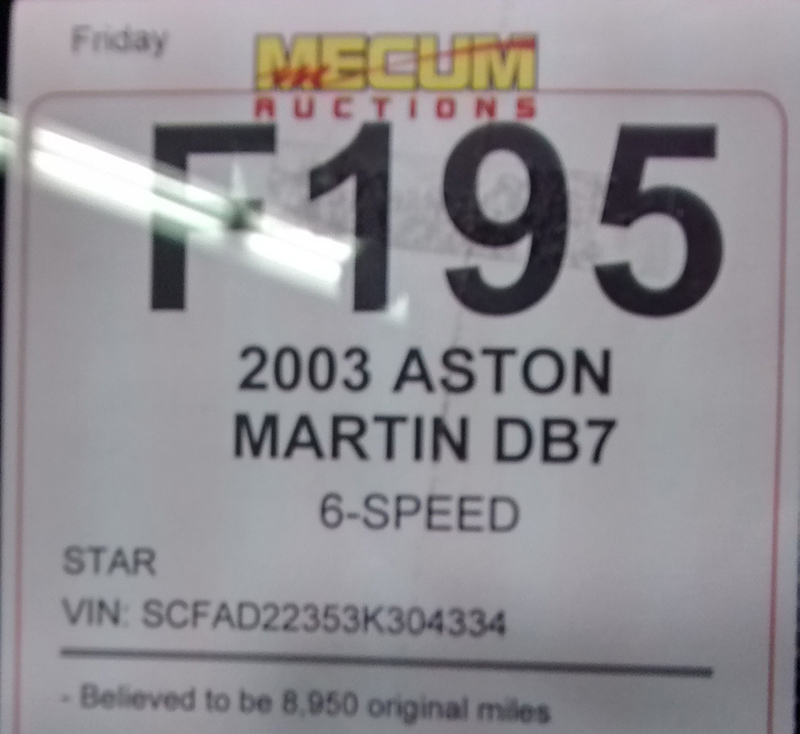 Friday
MECUM
AUCTIONS
F195
2003 ASTON
MARTIN DB7
6-SPEED
STAR
VIN: SCFAD22353K304334
- Believed to be 8,950 original miles